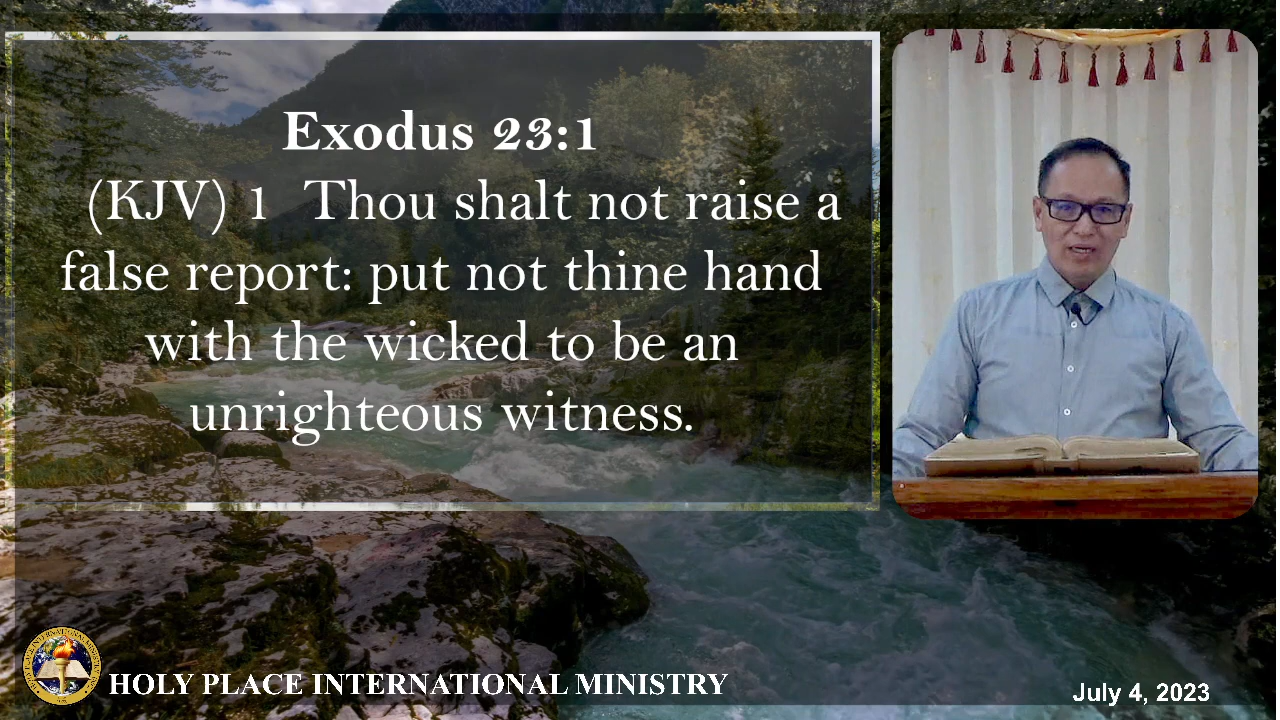 Exodus 23:1
(KJV) 1 Thou shalt not raise a
false report: put not thine hand
with the wicked to be an
unrighteous witness.
HOLY PLACE INTERNATIONAL MINISTRY
July 4, 2023